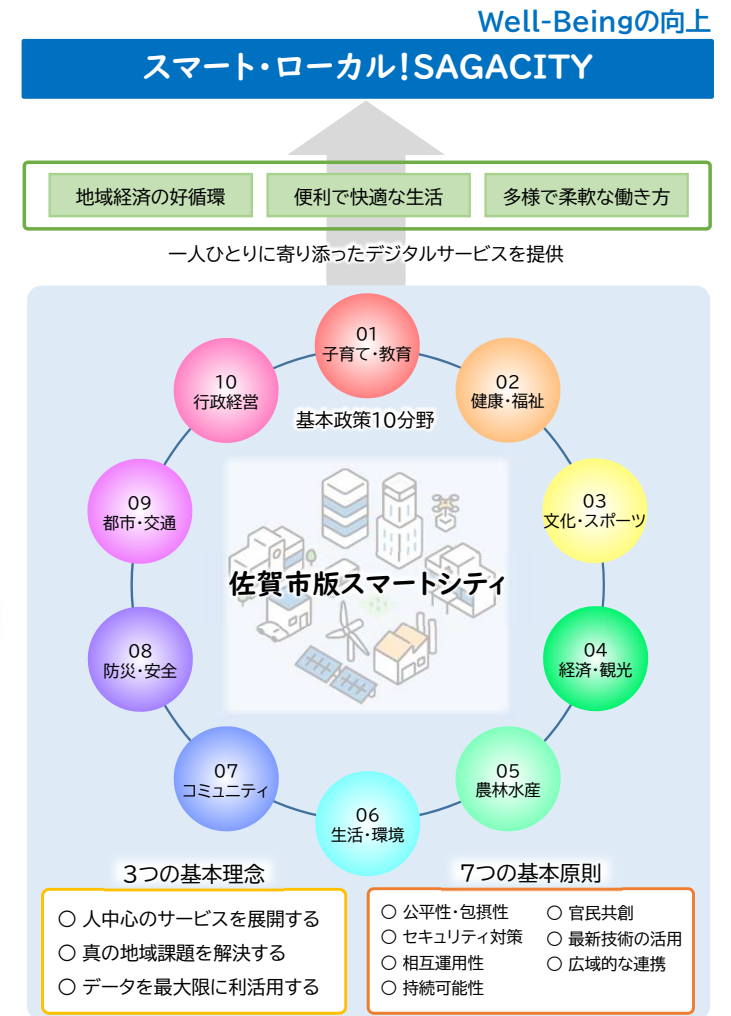 Well-Beingの向上
スマート・ローカル！SAGACITY
地域経済の好循環
便利で快適な生活
多様で柔軟な働き方
一人ひとりに寄り添ったデジタルサービスを提供
01
子育て・教育
02
健康・福祉
03
文化・スポーツ
04
経済・観光
05
農林水産
06
生活・環境
07
コミュニティ
08
防災・安全
09
都市・交通
10
行政経営
基本政策10分野
佐賀市版スマートシティ
3つの基本理念
〇 人中心のサービスを展開する
〇 真の地域課題を解決する
〇 データを最大限に利活用する
7つの基本原則
〇 公平性・包摂性
〇 セキュリティ対策
〇 相互運用性
〇 持続可能性
〇 官民共創
〇 最新技術の活用
〇 広域的な連携